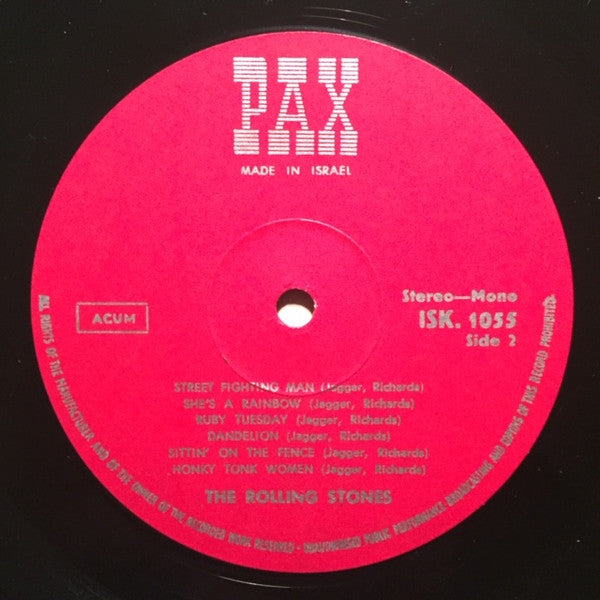 PAX
MADE IN ISRAEL
ACUM
Stereo—Mono
ISK. 1055
Side 2
STREET FIGHTING MAN (Jagger, Richards)
SHE'S A RAINBOW (Jagger, Richards)
RUBY TUESDAY (Jagger, Richards)
DANDELION (Jagger, Richards)
SITTIN' ON THE FENCE (Jagger, Richards)
HONKY TONK WOMEN (Jagger, Richards)
THE ROLLING STONES
ALL RIGHTS OF THE MANUFACTURER AND OF THE OWNER OF THE RECORDED WORK RESERVED - UNAUTHORISED PUBLIC PERFORMANCE BROADCASTING AND COPYING OF THIS RECORD PROHIBITED.